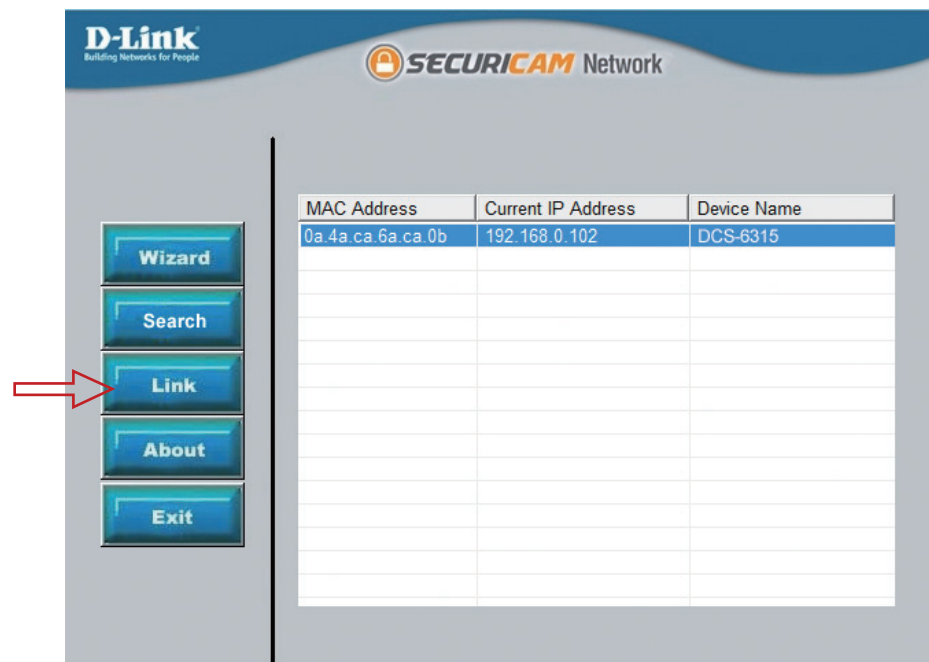 D-Link
Building Networks for People
SECURICAM Network
MAC Address Current IP Address Device Name
0a.4a.ca.6a.ca.0b 192.168.0.102 DCS-6315
Wizard
Search
Link
About
Exit